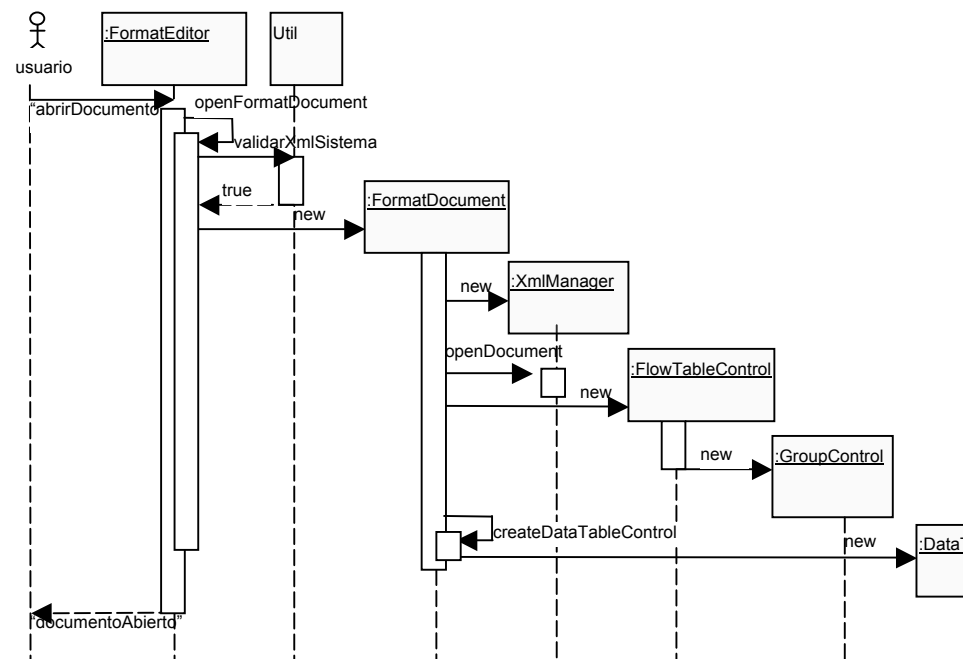 :FormatEditor
Util
usuario
“abrirDocumento
openFormatDocument
validarXmlSistema
true
:FormatDocument
new
:XmlManager
new
openDocument
:FlowTableControl
new
:GroupControl
new
createDataTableControl
new
:DataT
“documentoAbierto”